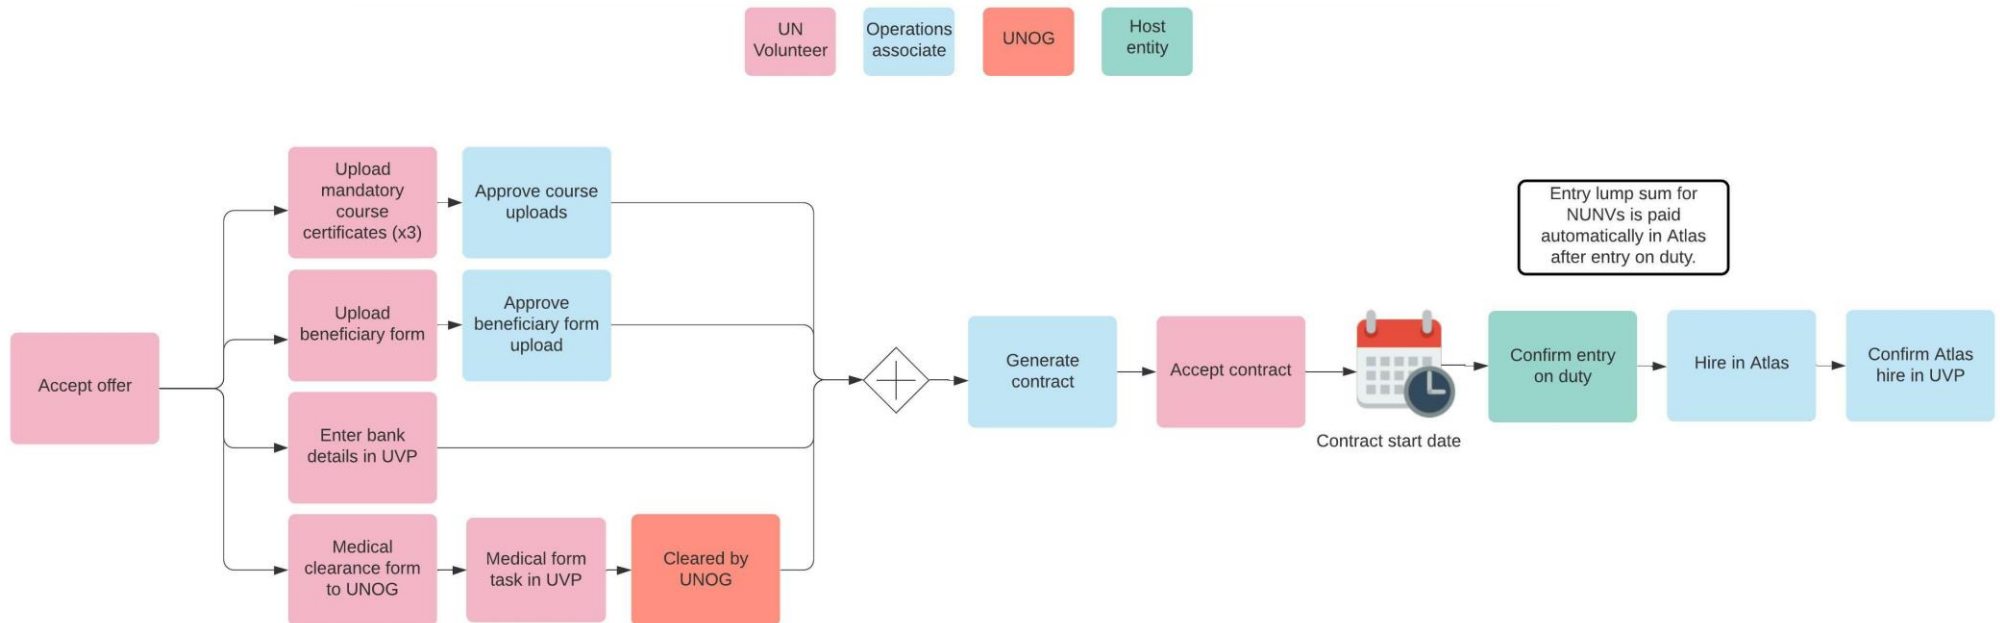 UN
Volunteer
Operations
associate
UNOG
Host
entity
Upload
mandatory
course
certificates (x3)
Approve course
uploads
Entry lump sum for
NUNVs is paid
automatically in Atlas
after entry on duty.
Upload
beneficiary form
Approve
beneficiary form
upload
Accept offer
Generate
contract
Accept contract
Contract start date
Confirm entry
on duty
Hire in Atlas
Confirm Atlas
hire in UVP
Enter bank
details in UVP
Medical
clearance form
to UNOG
Medical form
task in UVP
Cleared by
UNOG